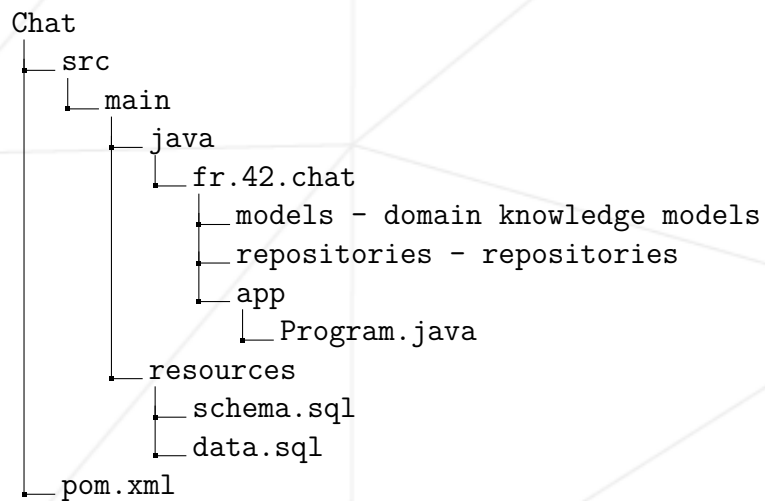 Chat
src
main
java
fr.42.chat
models - domain knowledge models
repositories - repositories
app
Program.java
resources
schema.sql
data.sql
pom.xml